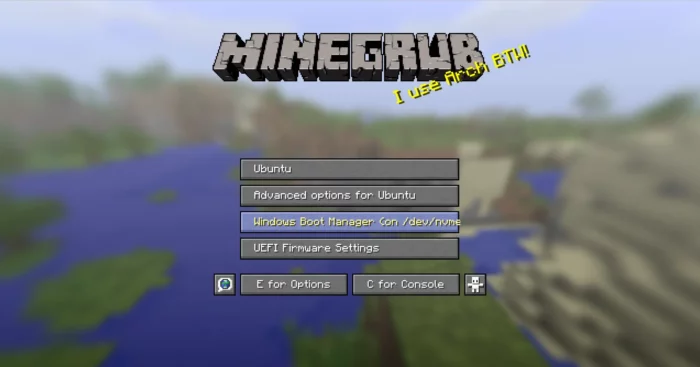 MINEGRUB
I use Arch BTW!
Ubuntu
Advanced options for Ubuntu
Windows Boot Manager Con /dev/nvme
UEFI Firmware Settings
E for Options
C for Console